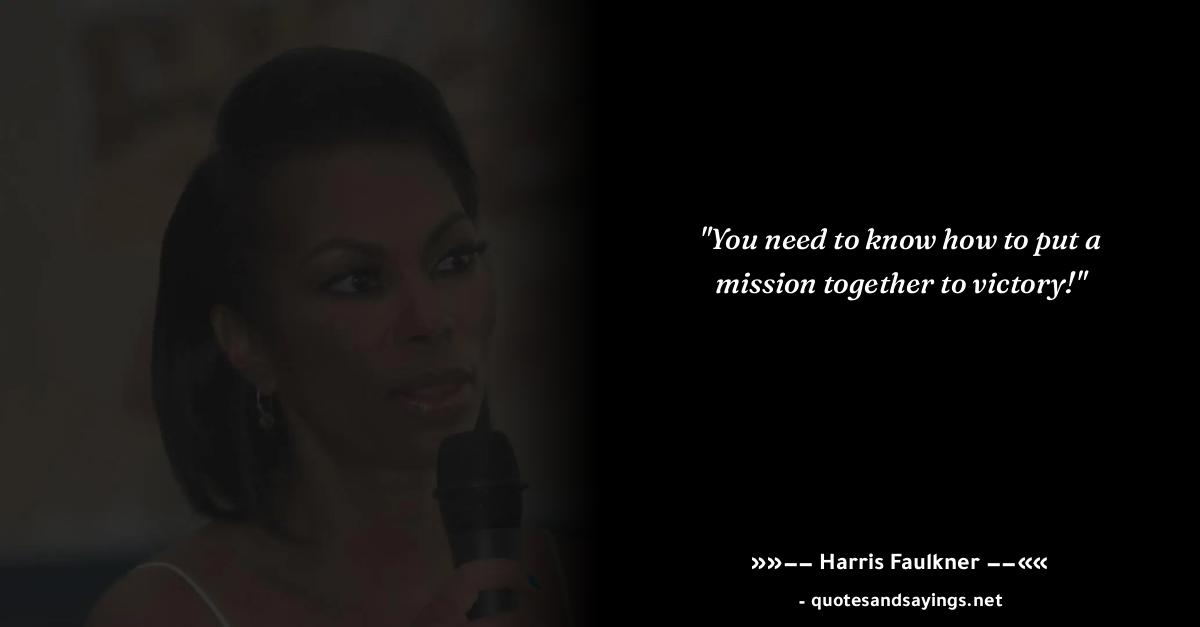 "You need to know how to put a
mission together to victory!"
»»–– Harris Faulkner ––««
- quotesandsayings.net